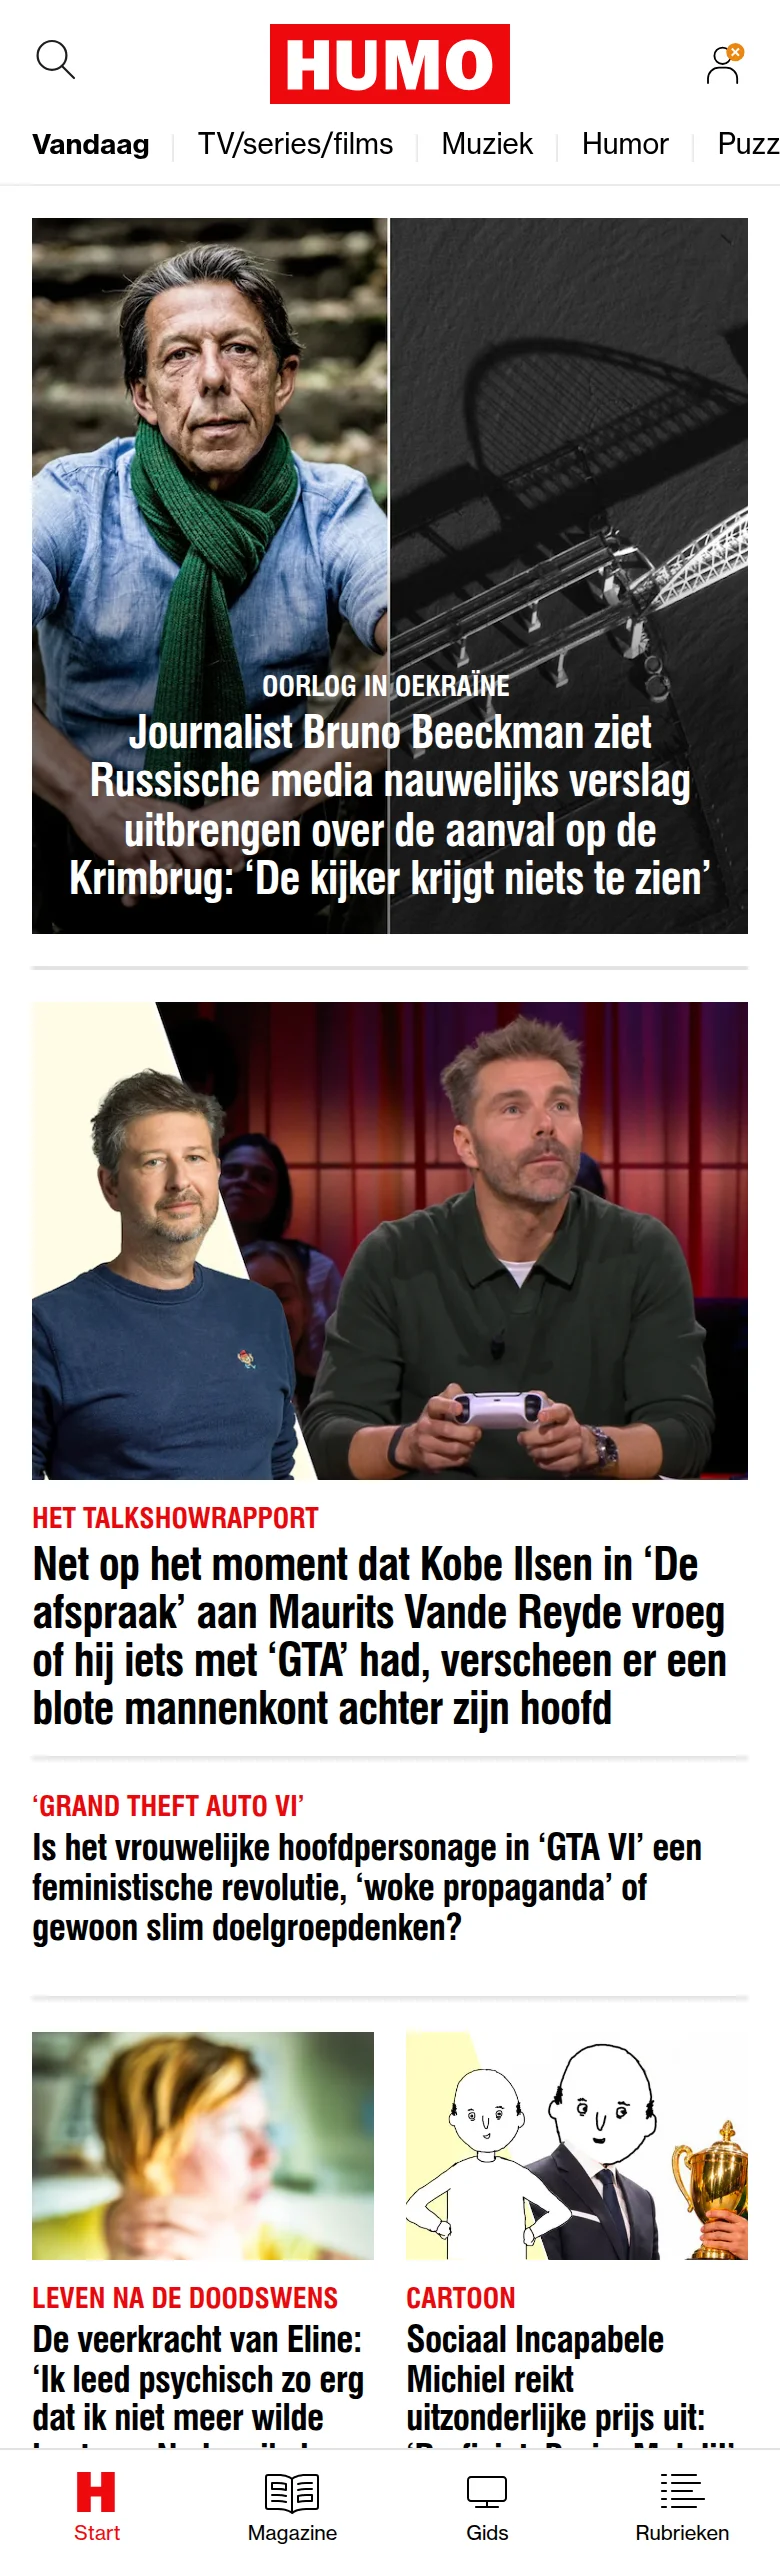 HUMO
Vandaag
TV/series/films
Muziek
Humor
Puzz
OORLOG IN OEKRAÏNE
Journalist Bruno Beeckman ziet
Russische media nauwelijks verslag
uitbrengen over de aanval op de
Krimbrug: ‘De kijker krijgt niets te zien’
HET TALKSHOWRAPPORT
Net op het moment dat Kobe Ilsen in ‘De
afspraak’ aan Maurits Vande Reyde vroeg
of hij iets met ‘GTA’ had, verscheen er een
blote mannenkont achter zijn hoofd
‘GRAND THEFT AUTO VI’
Is het vrouwelijke hoofdpersonage in ‘GTA VI’ een
feministische revolutie, ‘woke propaganda’ of
gewoon slim doelgroepdenken?
LEVEN NA DE DOODSWENS
De veerkracht van Eline:
‘Ik leed psychisch zo erg
dat ik niet meer wilde
CARTOON
Sociaal Incapabele
Michiel reikt
uitzonderlijke prijs uit:
Start
Magazine
Gids
Rubrieken